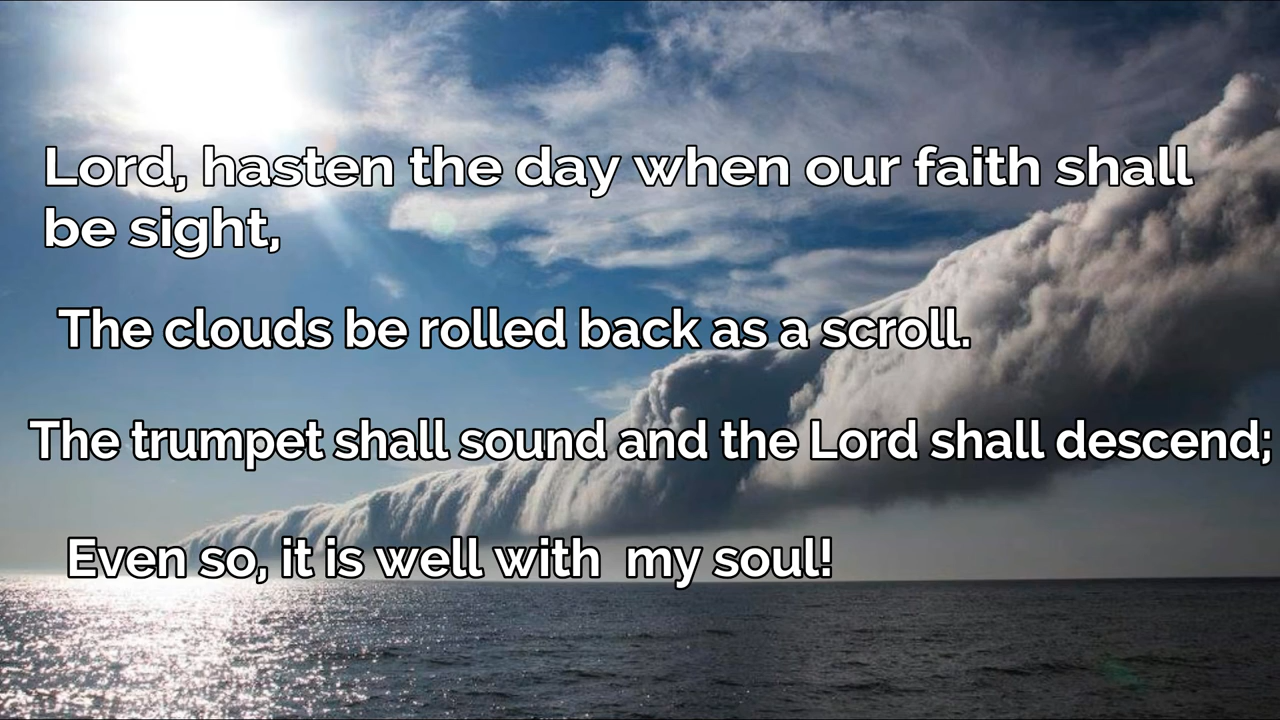 Lord, hasten the day when our faith shall
be sight,
The clouds be rolled back as a scroll.
The trumpet shall sound and the Lord shall descend;
Even so, it is well with  my soul!